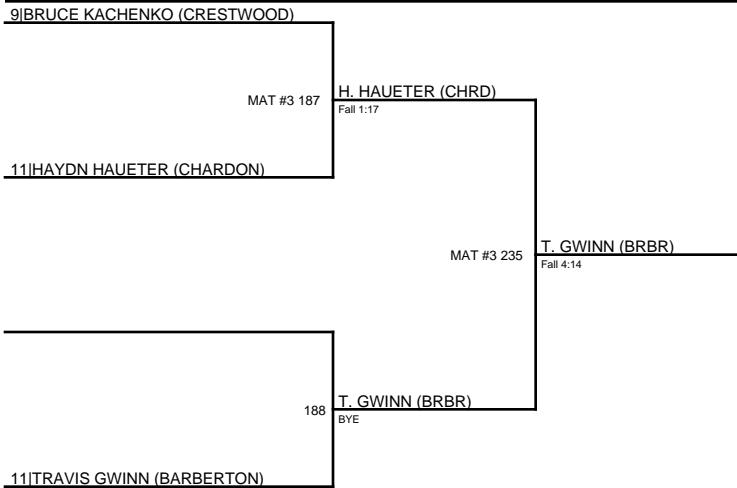 9|BRUCE KACHENKO (CRESTWOOD)
MAT #3 187
H. HAUETER (CHRD)
Fall 1:17
11|HAYDN HAUETER (CHARDON)
MAT #3 235
T. GWINN (BRBR)
Fall 4:14
188
T. GWINN (BRBR)
BYE
11|TRAVIS GWINN (BARBERTON)